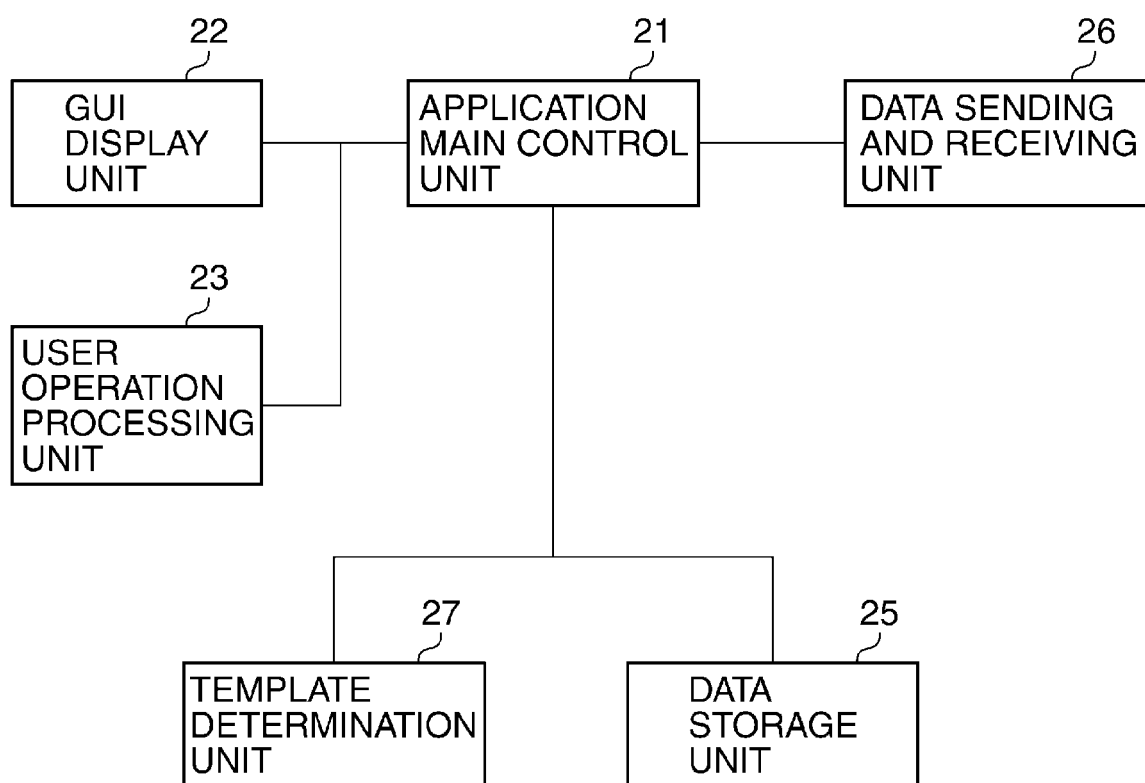 22
GUI
DISPLAY
UNIT
21
APPLICATION
MAIN CONTROL
UNIT
26
DATA SENDING
AND RECEIVING
UNIT
23
USER
OPERATION
PROCESSING
UNIT
27
TEMPLATE
DETERMINATION
UNIT
25
DATA
STORAGE
UNIT